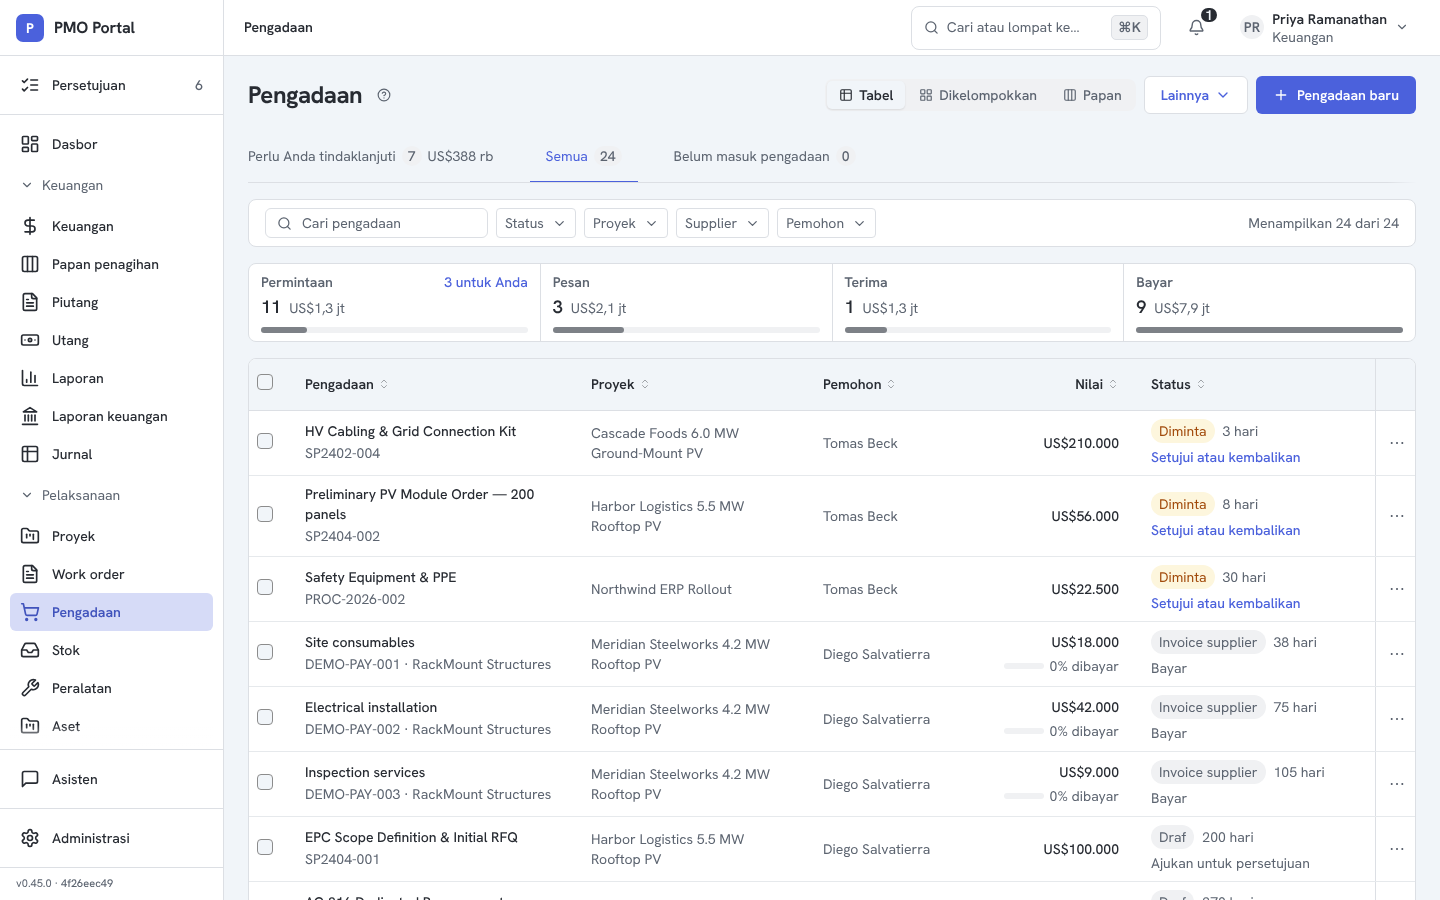 P PMO Portal
Pengadaan
Cari atau lompat ke...
⌘K
1
PR
Priya Ramanathan
Keuangan
Persetujuan 6
Dasbor
Keuangan
Keuangan
Papan penagihan
Piutang
Utang
Laporan
Laporan keuangan
Jurnal
Pelaksanaan
Proyek
Work order
Pengadaan
Stok
Peralatan
Aset
Asisten
Administrasi
v0.45.0 · 4f26eec49
Pengadaan
Tabel Dikelompokkan Papan
Lainnya
Pengadaan baru
Perlu Anda tindaklanjuti 7 US$388 rb
Semua 24
Belum masuk pengadaan 0
Cari pengadaan
Status Proyek Supplier Pemohon
Menampilkan 24 dari 24
Permintaan 3 untuk Anda
11 US$1,3 jt
Pesan
3 US$2,1 jt
Terima
1 US$1,3 jt
Bayar
9 US$7,9 jt
Pengadaan Proyek Pemohon Nilai Status
HV Cabling & Grid Connection Kit
SP2402-004
Cascade Foods 6.0 MW
Ground-Mount PV
Tomas Beck
US$210.000
Diminta 3 hari
Setujui atau kembalikan
Preliminary PV Module Order — 200
panels
SP2404-002
Harbor Logistics 5.5 MW
Rooftop PV
Tomas Beck
US$56.000
Diminta 8 hari
Setujui atau kembalikan
Safety Equipment & PPE
PROC-2026-002
Northwind ERP Rollout
Tomas Beck
US$22.500
Diminta 30 hari
Setujui atau kembalikan
Site consumables
DEMO-PAY-001 · RackMount Structures
Meridian Steelworks 4.2 MW
Rooftop PV
Diego Salvatierra
US$18.000
0% dibayar
Invoice supplier 38 hari
Bayar
Electrical installation
DEMO-PAY-002 · RackMount Structures
Meridian Steelworks 4.2 MW
Rooftop PV
Diego Salvatierra
US$42.000
0% dibayar
Invoice supplier 75 hari
Bayar
Inspection services
DEMO-PAY-003 · RackMount Structures
Meridian Steelworks 4.2 MW
Rooftop PV
Diego Salvatierra
US$9.000
0% dibayar
Invoice supplier 105 hari
Bayar
EPC Scope Definition & Initial RFQ
SP2404-001
Harbor Logistics 5.5 MW
Rooftop PV
Diego Salvatierra
US$100.000
Draf 200 hari
Ajukan untuk persetujuan